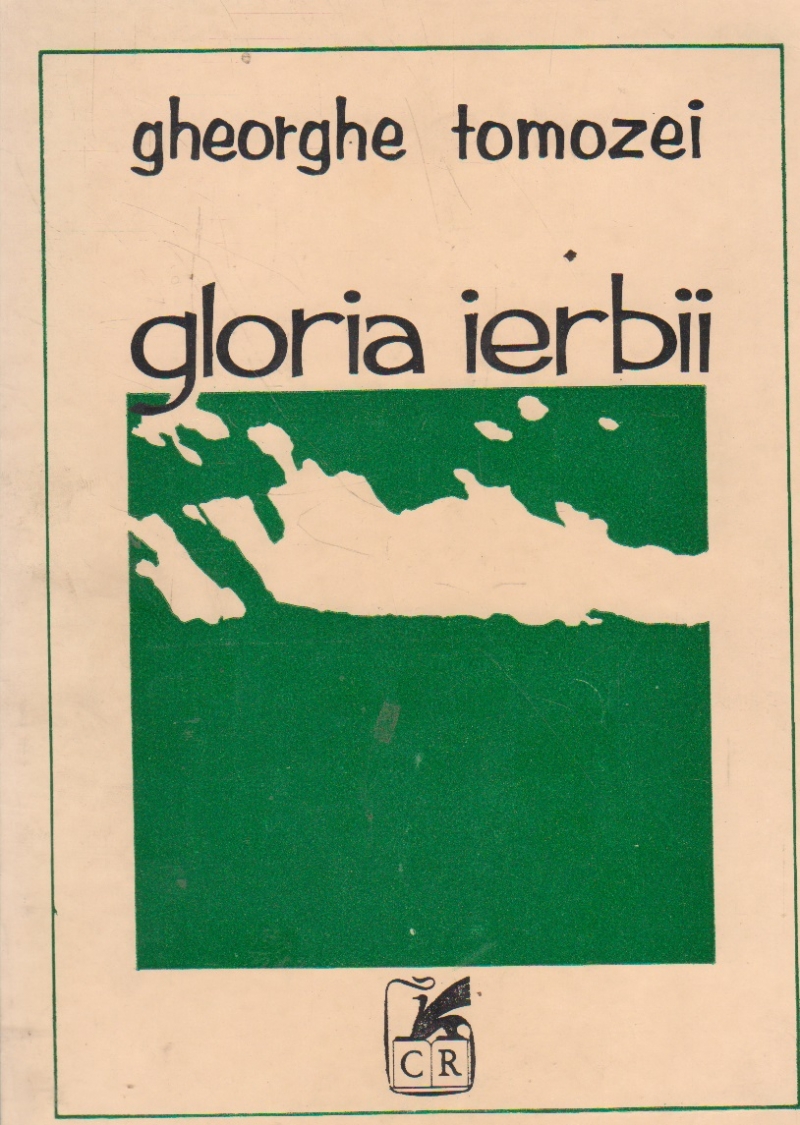 gheorghe tomozei
gloria ierbii
CR